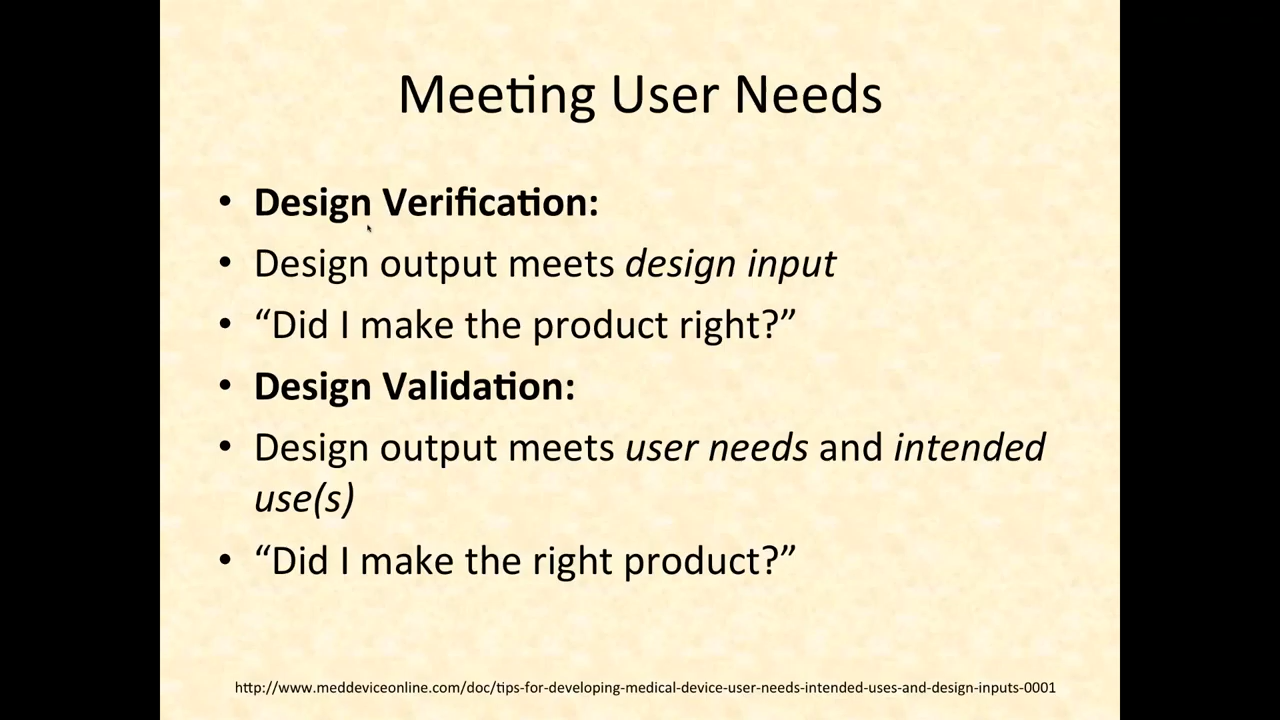 Meeting User Needs
• Design Verification:
• Design output meets design input
• “Did I make the product right?”
• Design Validation:
• Design output meets user needs and intended
use(s)
• “Did I make the right product?”
http://www.meddeviceonline.com/doc/tips-for-developing-medical-device-user-needs-intended-uses-and-design-inputs-0001